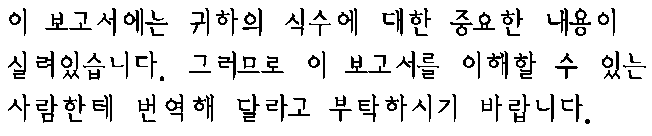 이 보고서에는 귀하의 식수에 대한 중요한 내용이
실려있습니다. 그러므로 이 보고서를 이해할 수 있는
사람한테 번역해 달라고 부탁하시기 바랍니다.